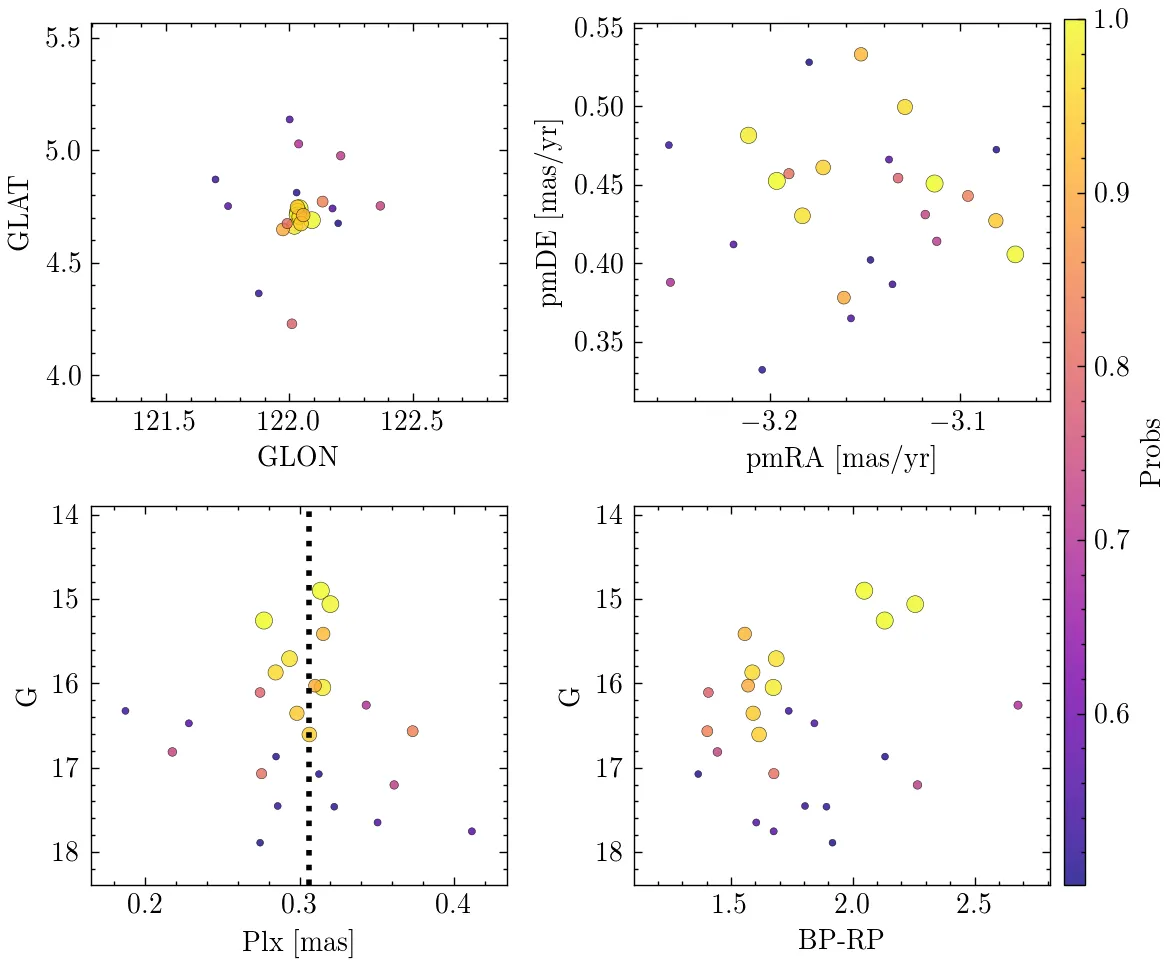 5.5
5.0
4.5
4.0
GLAT
121.5 122.0 122.5
GLON
0.55
0.50
0.45
0.40
0.35
pmDE [mas/yr]
−3.2 −3.1
pmRA [mas/yr]
14
15
16
17
18
G
0.2 0.3 0.4
Plx [mas]
14
15
16
17
18
G
1.5 2.0 2.5
BP-RP
1.0
0.9
0.8
0.7
0.6
Probs